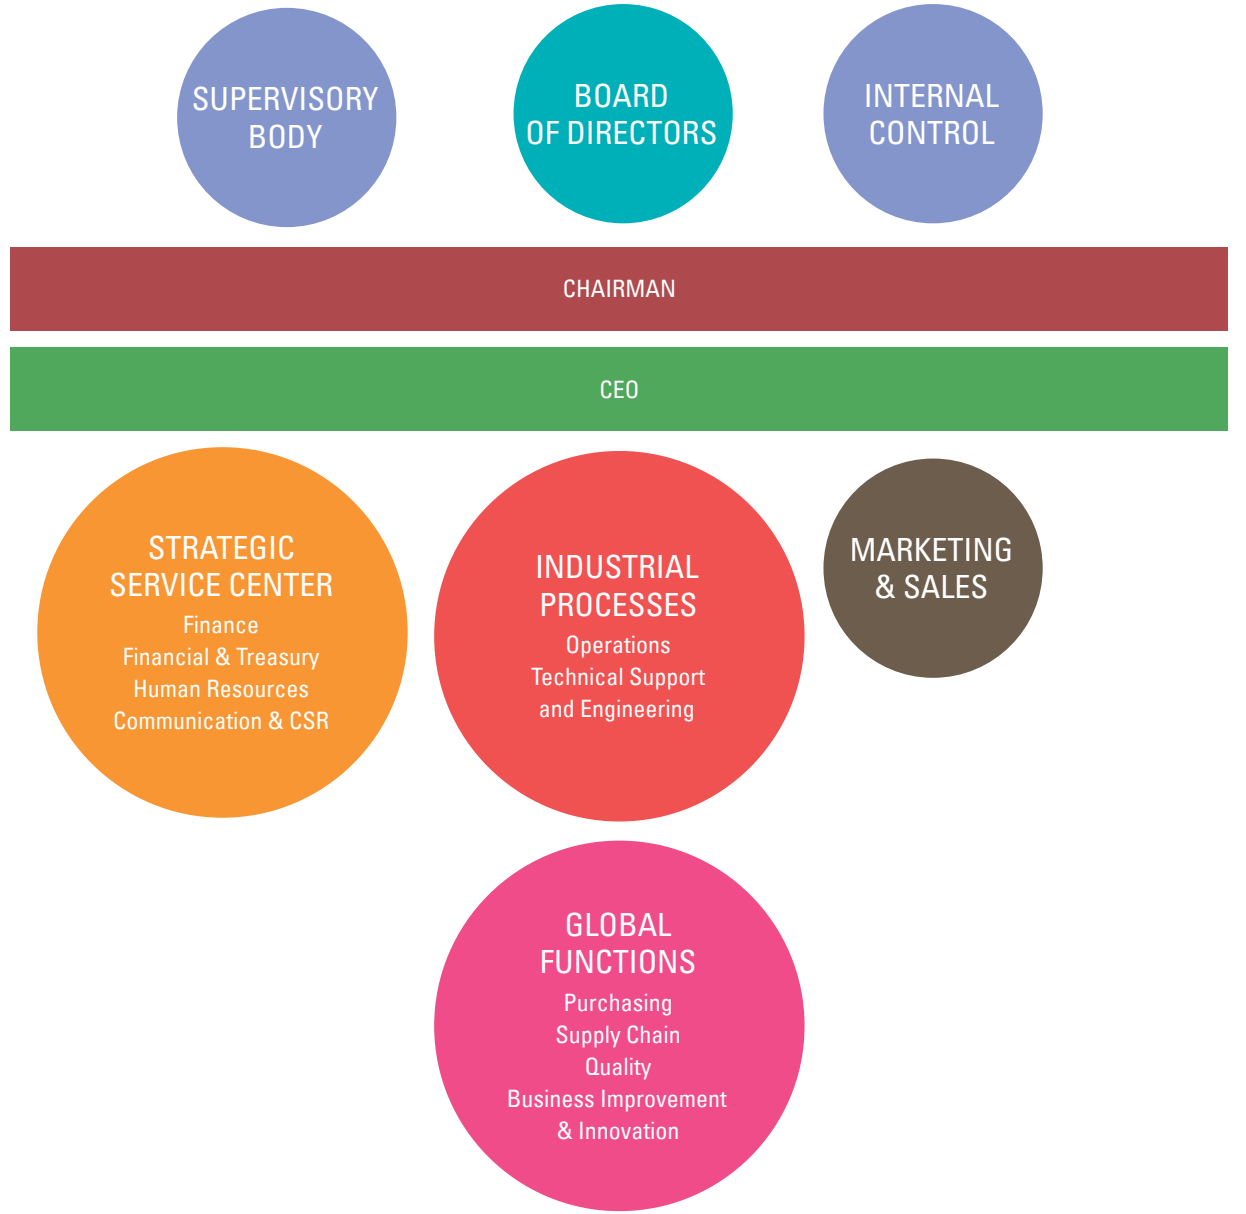 SUPERVISORY
BODY
BOARD
OF DIRECTORS
INTERNAL
CONTROL
CHAIRMAN
CEO
STRATEGIC
SERVICE CENTER
Finance
Financial & Treasury
Human Resources
Communication & CSR
INDUSTRIAL
PROCESSES
Operations
Technical Support
and Engineering
MARKETING
& SALES
GLOBAL
FUNCTIONS
Purchasing
Supply Chain
Quality
Business Improvement
& Innovation